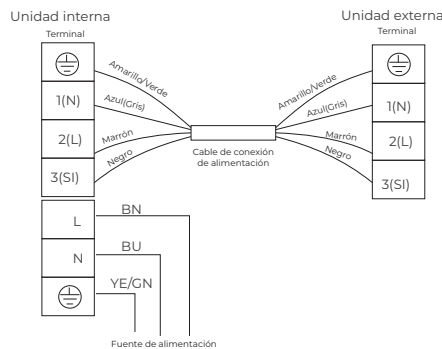 Unidad interna
Terminal
1(N)
2(L)
3(SI)
Amarillo/Verde
Azul(Gris)
Marrón
Negro
Cable de conexión
de alimentación
Unidad externa
Terminal
Amarillo/Verde
Azul(Gris)
Marrón
Negro
1(N)
2(L)
3(SI)
L
N
BN
BU
YE/GN
Fuente de alimentación